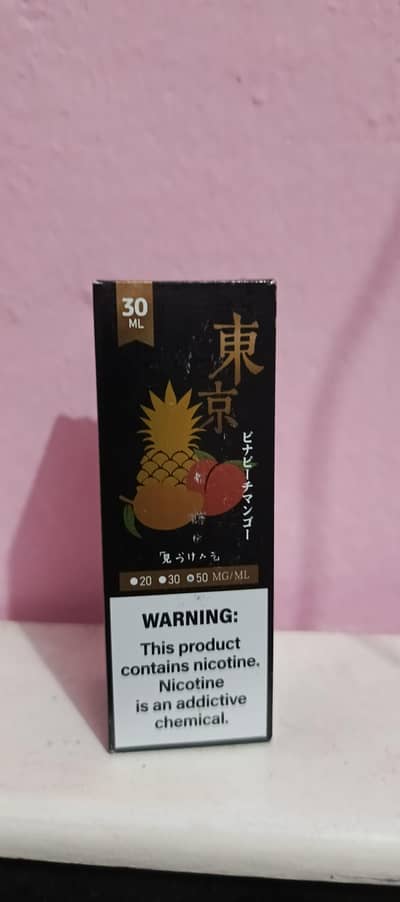 30
ML
東京
ピナピーチマンゴー
20 30 50 MG/ML
WARNING:
This product
contains nicotine.
Nicotine
is an addictive
chemical.